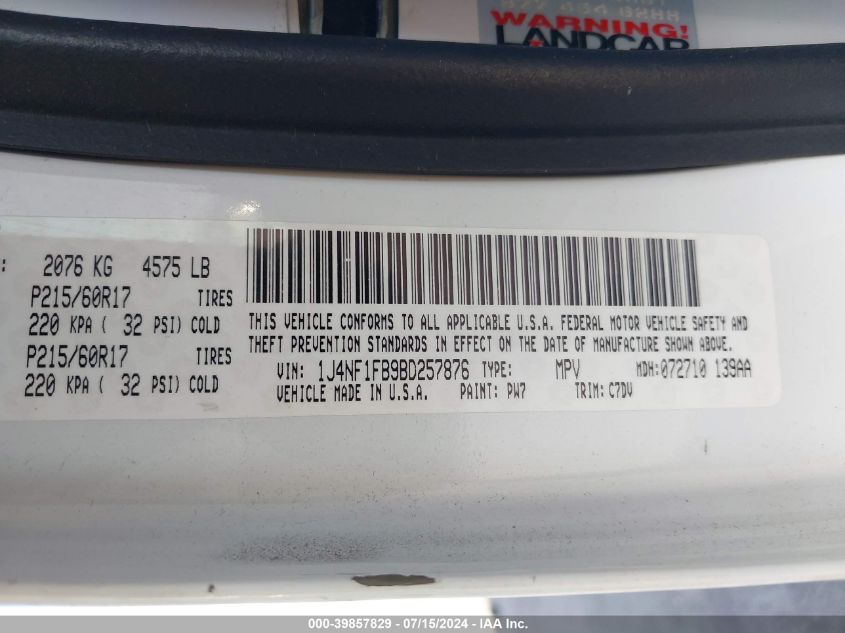 WARNING!
LANDCAR
: 2076 KG 4575 LB
P215/60R17 TIRES
220 KPA ( 32 PSI) COLD
P215/60R17 TIRES
220 KPA ( 32 PSI) COLD
THIS VEHICLE CONFORMS TO ALL APPLICABLE U.S.A. FEDERAL MOTOR VEHICLE SAFETY AND
THEFT PREVENTION STANDARDS IN EFFECT ON THE DATE OF MANUFACTURE SHOWN ABOVE.
VIN: 1J4NF1FB9BD257876 TYPE: MPV MDH:072710 139AA
VEHICLE MADE IN U.S.A. PAINT: PW7 TRIM: C7DV
000-39857829 - 07/15/2024 - IAA Inc.